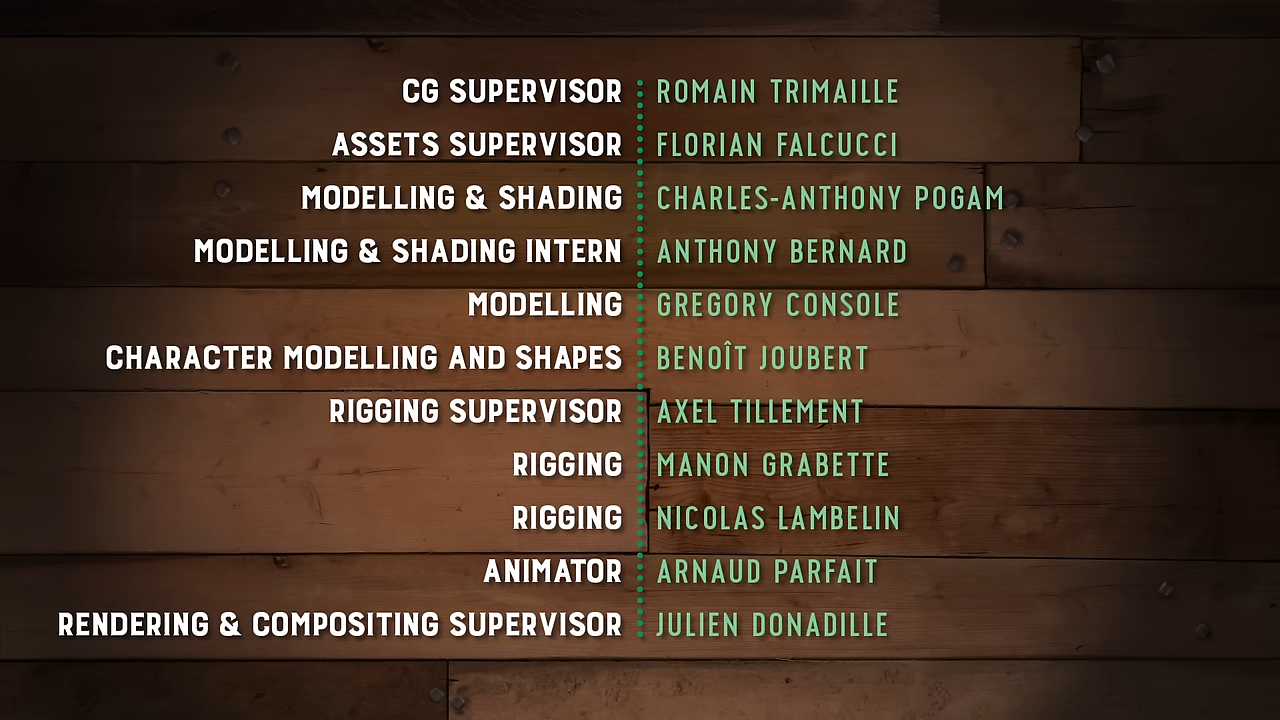 CG SUPERVISOR ROMAIN TRIMAILLE
ASSETS SUPERVISOR FLORIAN FALCUCCI
MODELLING & SHADING CHARLES-ANTHONY POGAM
MODELLING & SHADING INTERN ANTHONY BERNARD
MODELLING GREGORY CONSOLE
CHARACTER MODELLING AND SHAPES BENOÎT JOUBERT
RIGGING SUPERVISOR AXEL TILLEMENT
RIGGING MANON GRABETTE
RIGGING NICOLAS LAMBELIN
ANIMATOR ARNAUD PARFAIT
RENDERING & COMPOSITING SUPERVISOR JULIEN DONADILLE